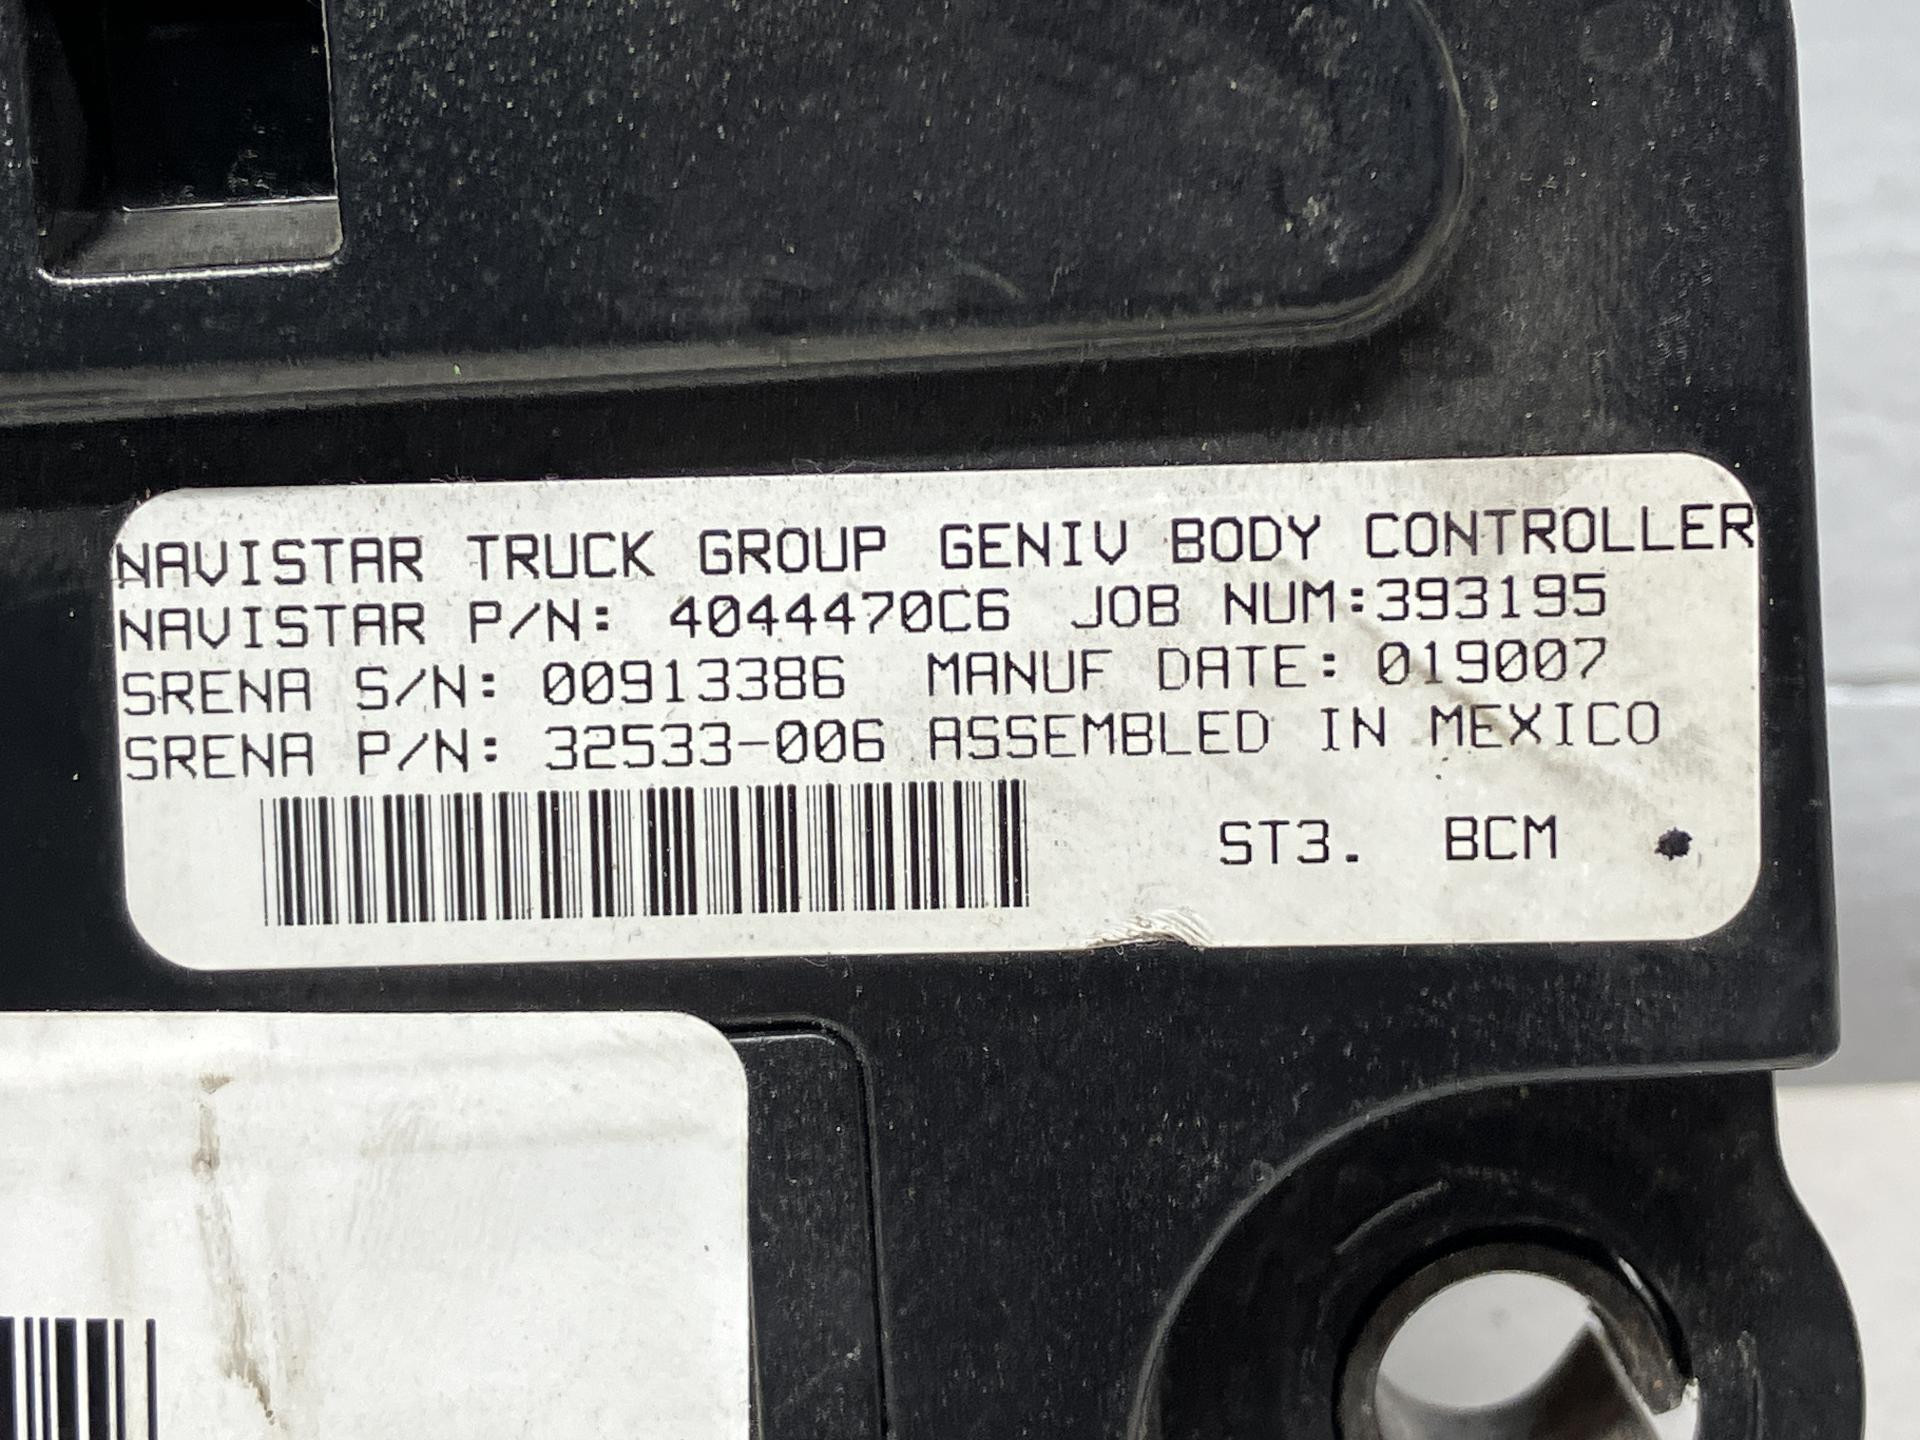 NAVISTAR TRUCK GROUP GENIV BODY CONTROLLER
NAVISTAR P/N: 4044470C6 JOB NUM:393195
SRENA S/N: 00913386 MANUF DATE: 019007
SRENA P/N: 32533-006 ASSEMBLED IN MEXICO
ST3. BCM